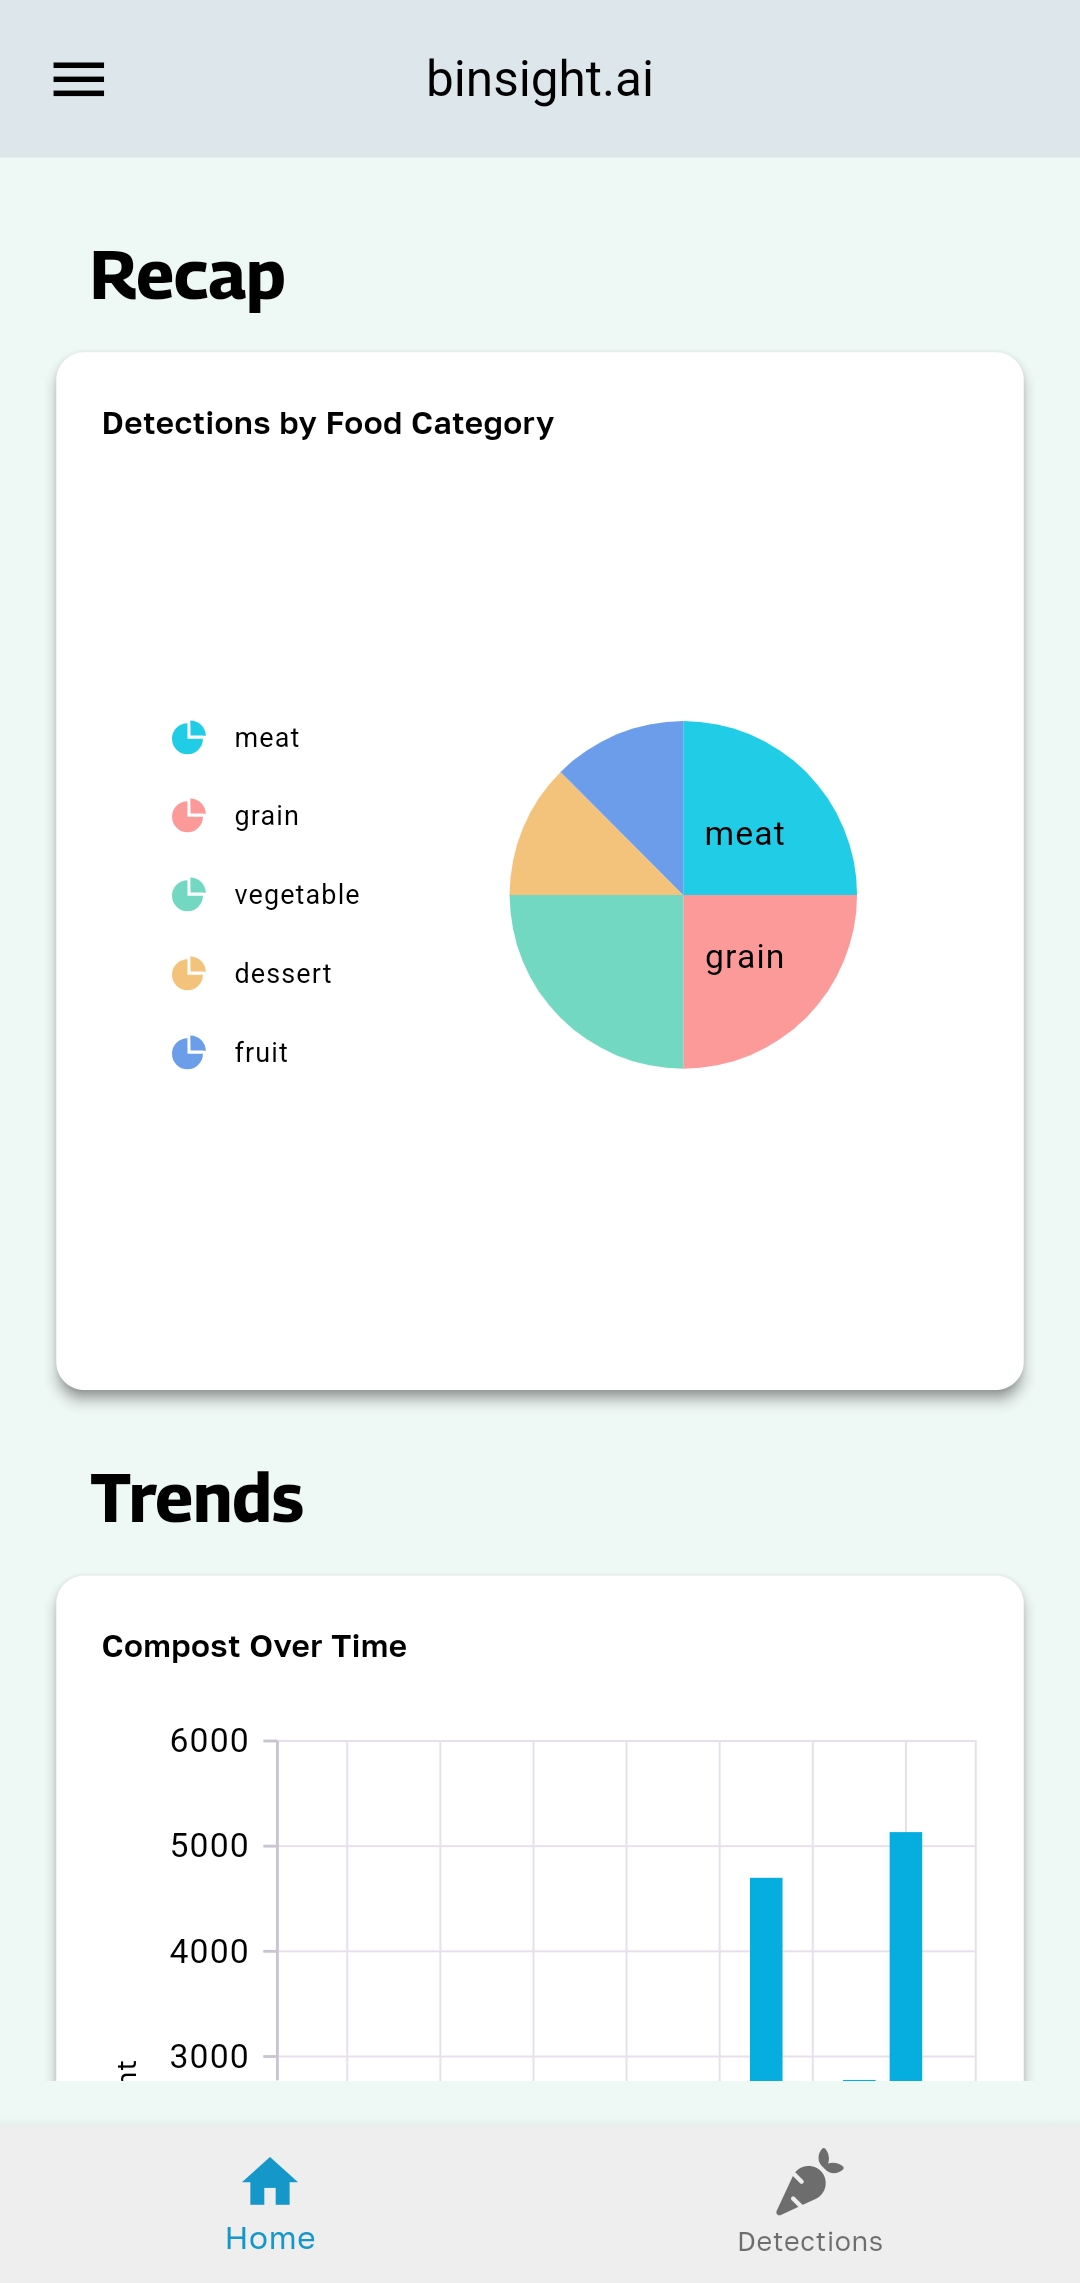 binsight.ai
Recap
Detections by Food Category
meat
grain
vegetable
dessert
fruit
meat
grain
Trends
Compost Over Time
6000
5000
4000
3000
Home
Detections